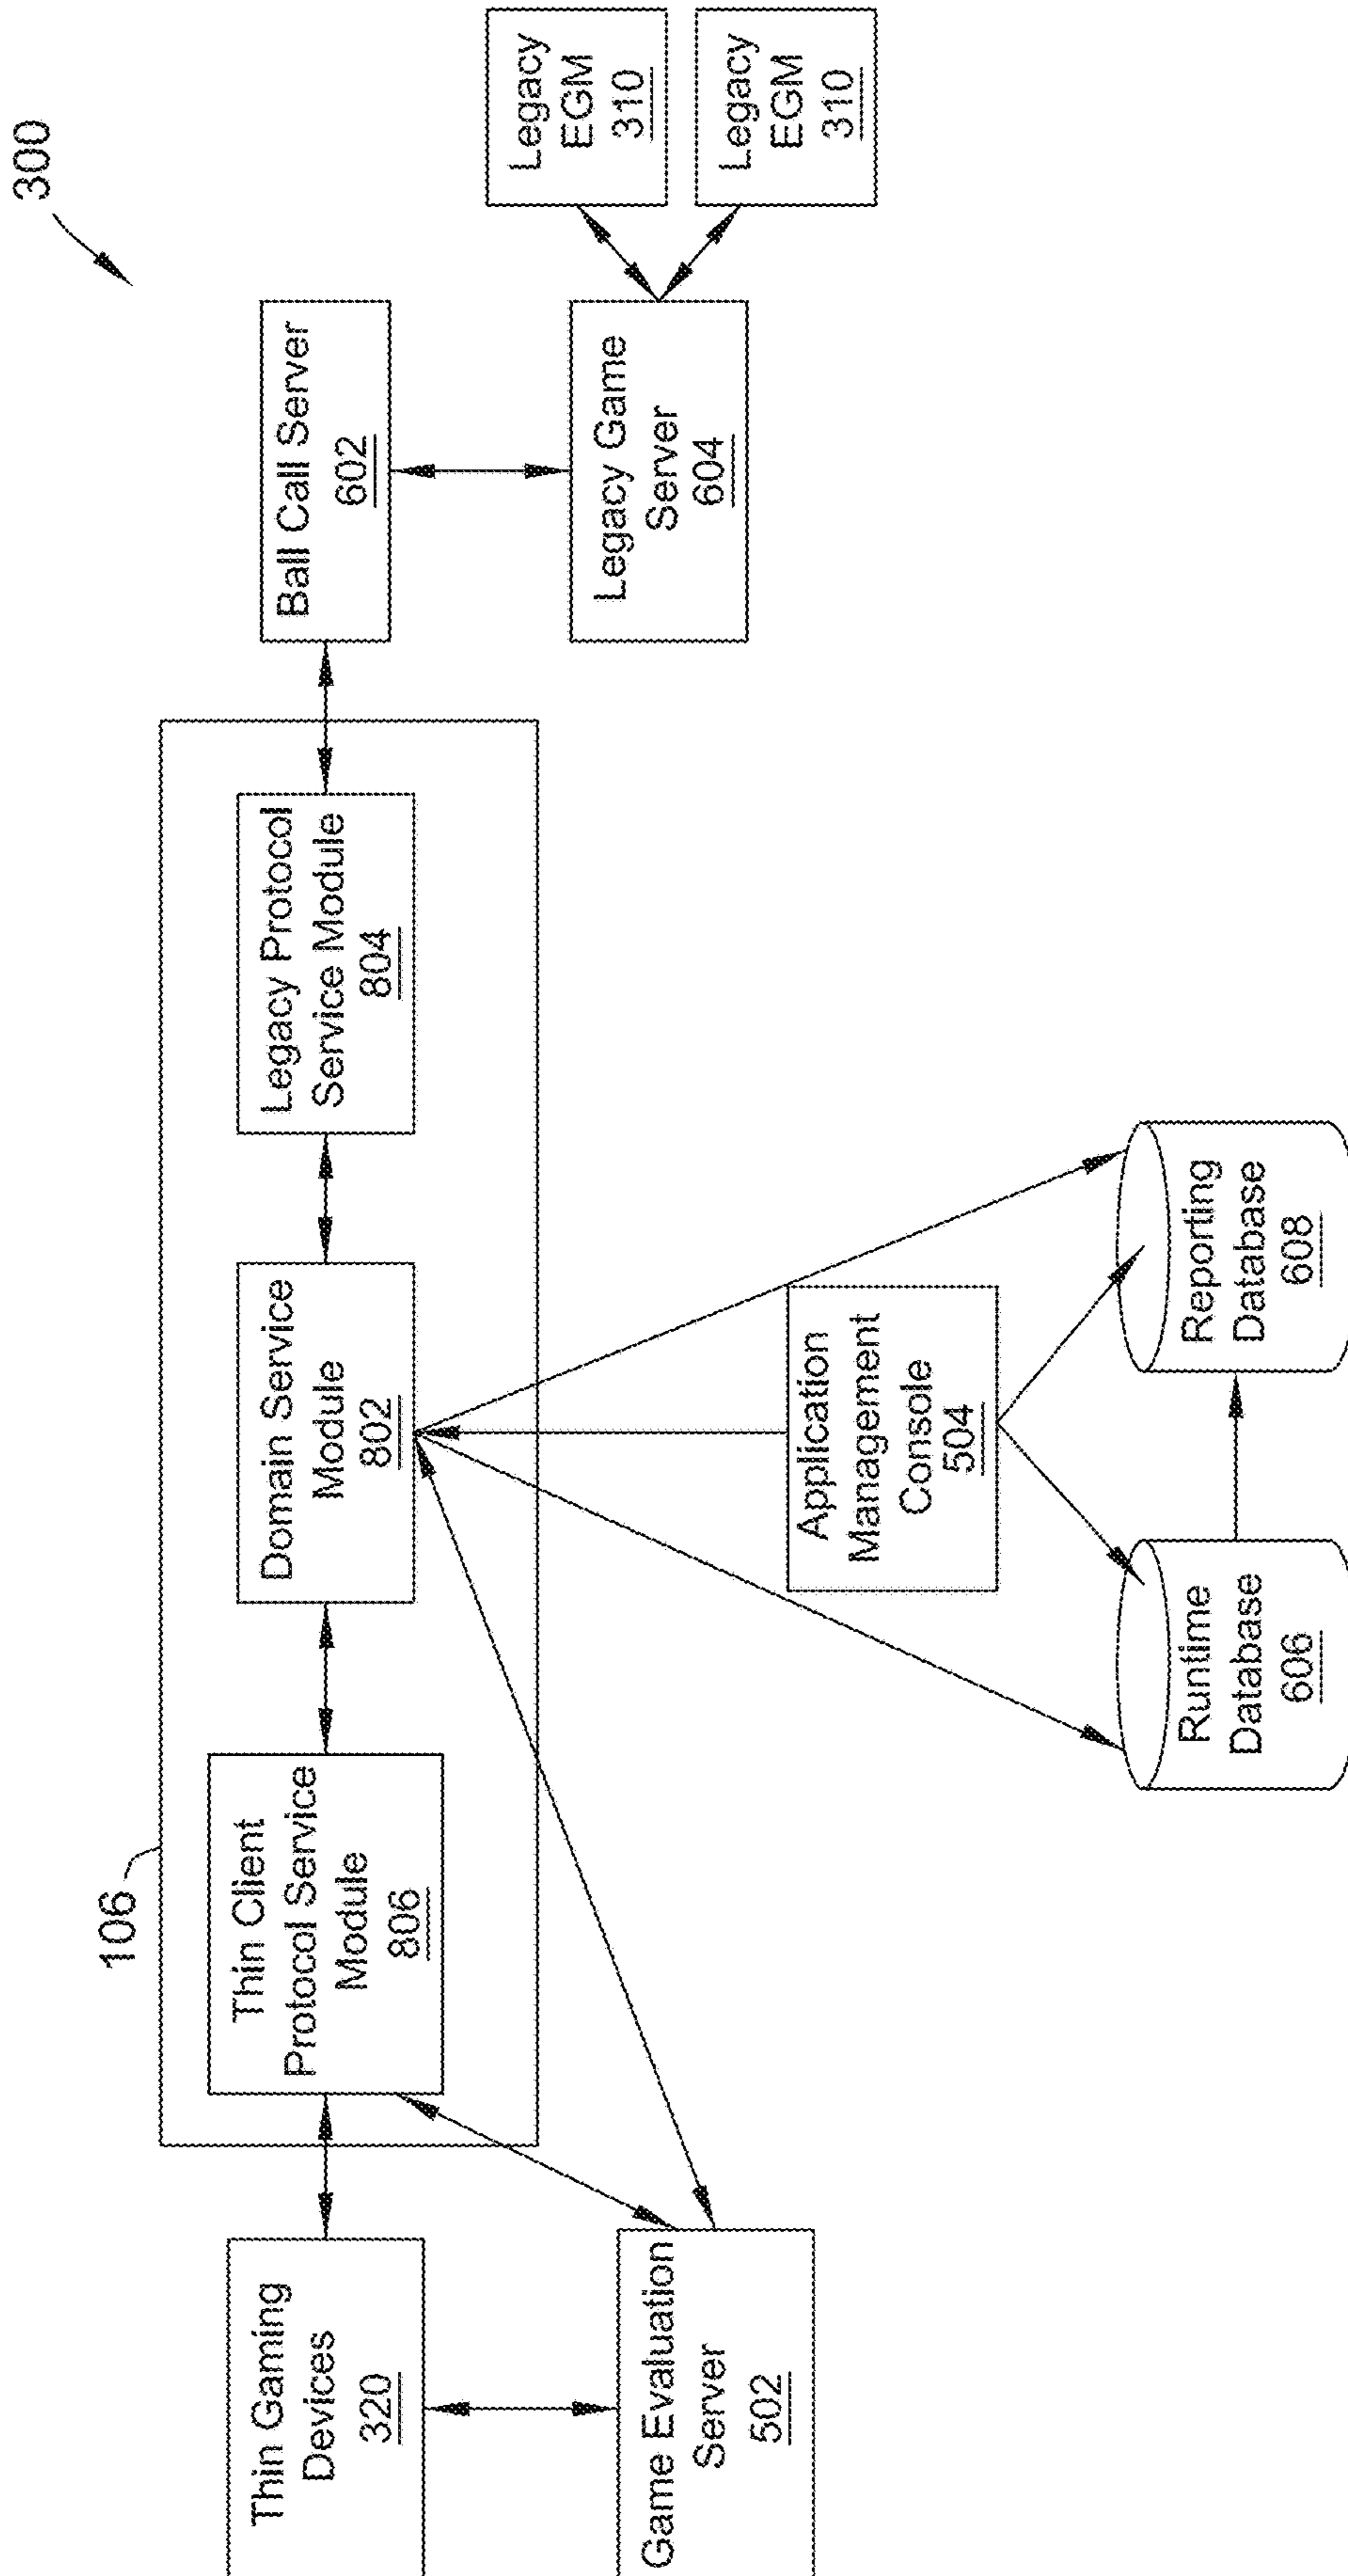 300
106
Thin Gaming
Devices
320
Thin Client
Protocol Service
Module
806
Domain Service
Module
802
Legacy Protocol
Service Module
804
Ball Call Server
602
Legacy EGM
310
Legacy EGM
310
Legacy Game
Server
604
Game Evaluation
Server
502
Application
Management
Console
504
Runtime
Database
606
Reporting
Database
608